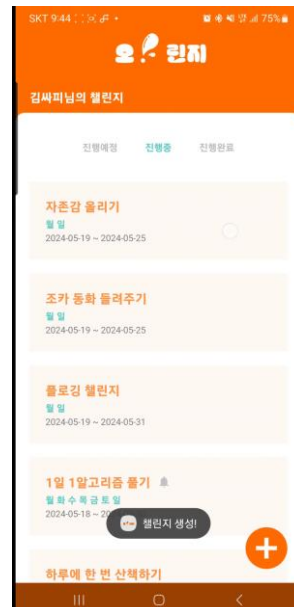 SKT 9:44
75%
오 린지
김싸피님의 챌린지
진행예정 진행중 진행완료
자존감 올리기
월 일
2024-05-19 ~ 2024-05-25
조카 동화 들려주기
월 일
2024-05-19 ~ 2024-05-25
플로깅 챌린지
월 일
2024-05-19 ~ 2024-05-31
1일 1알고리즘 풀기
월 화 수 목 금 토 일
2024-05-18 ~ 20
챌린지 생성!
하루에 한 번 산책하기